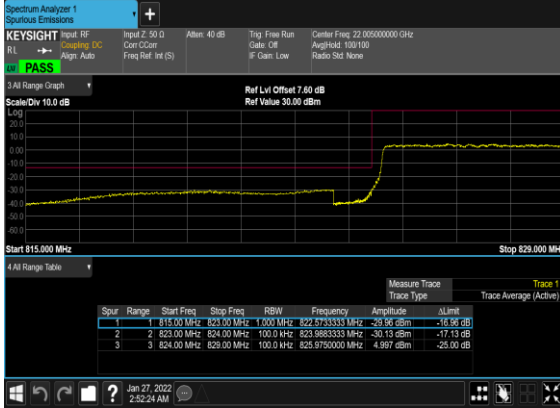 Spectrum Analyzer 1
Spurious Emissions
+
KEYSIGHT Input: RF Input Z: 50 Ω Atten: 40 dB Trig: Free Run Center Freq: 22.005000000 GHz
RL Coupling: DC Corr CCorr Gate: Off Avg|Hold: 100/100
Align: Auto Freq Ref: Int (S) IF Gain: Low Radio Std: None
LXI PASS
3.All Range Graph
Ref Lvl Offset 7.60 dB
Scale/Div 10.0 dB Ref Value 30.00 dBm
Log
20.0
10.0
0.00
-10.0
-20.0
-30.0
-40.0
-50.0
-60.0
Start 815.000 MHz Stop 829.000 MH
4.All Range Table
Measure Trace Trace 1
Trace Type Trace Average (Active)
Spur Range Start Freq Stop Freq RBW Frequency Amplitude ΔLimit
1 1 815.00 MHz 823.00 MHz 1.000 MHz 822.5733333 MHz -29.96 dBm -16.96 dB
2 2 823.00 MHz 824.00 MHz 100.0 kHz 823.9883333 MHz -30.13 dBm -17.13 dB
3 3 824.00 MHz 829.00 MHz 100.0 kHz 825.9750000 MHz 4.997 dBm -25.00 dB
? Jan 27, 2022
2:52:24 AM